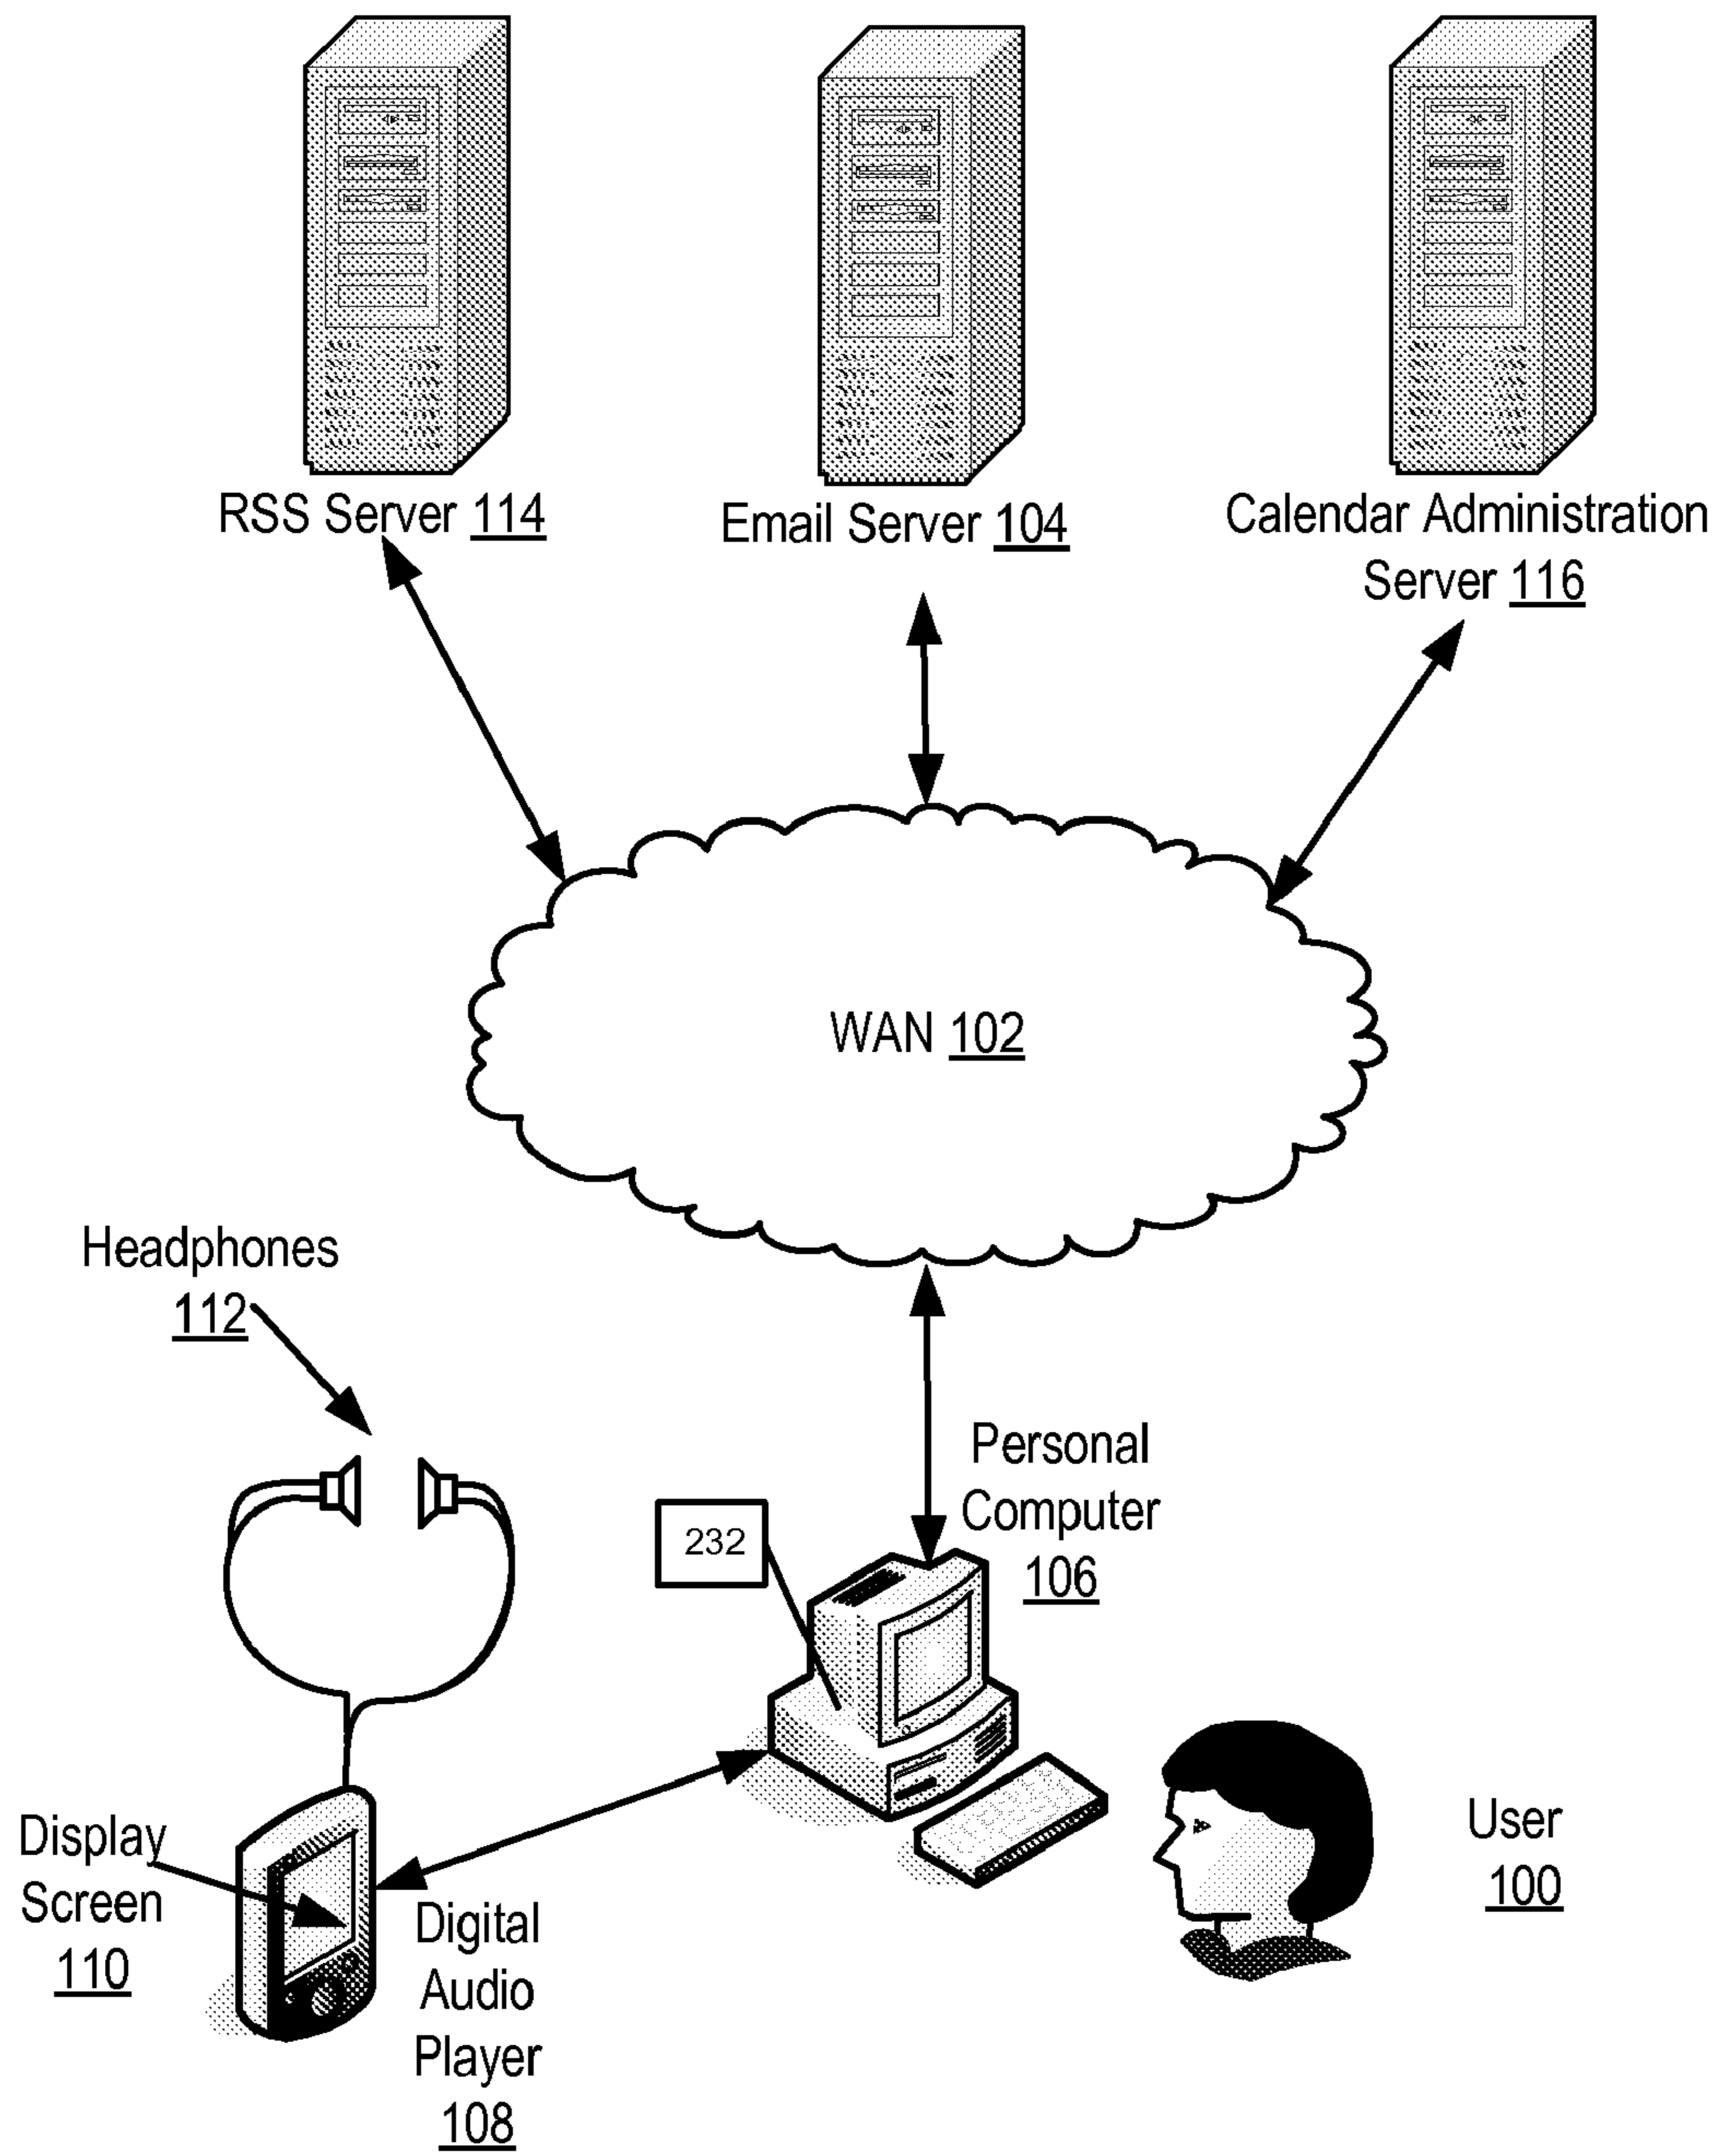 RSS Server 114
Email Server 104
Calendar Administration
Server 116
WAN 102
Headphones
112
Personal
Computer
106
232
Display
Screen
110
Digital
Audio
Player
108
User
100